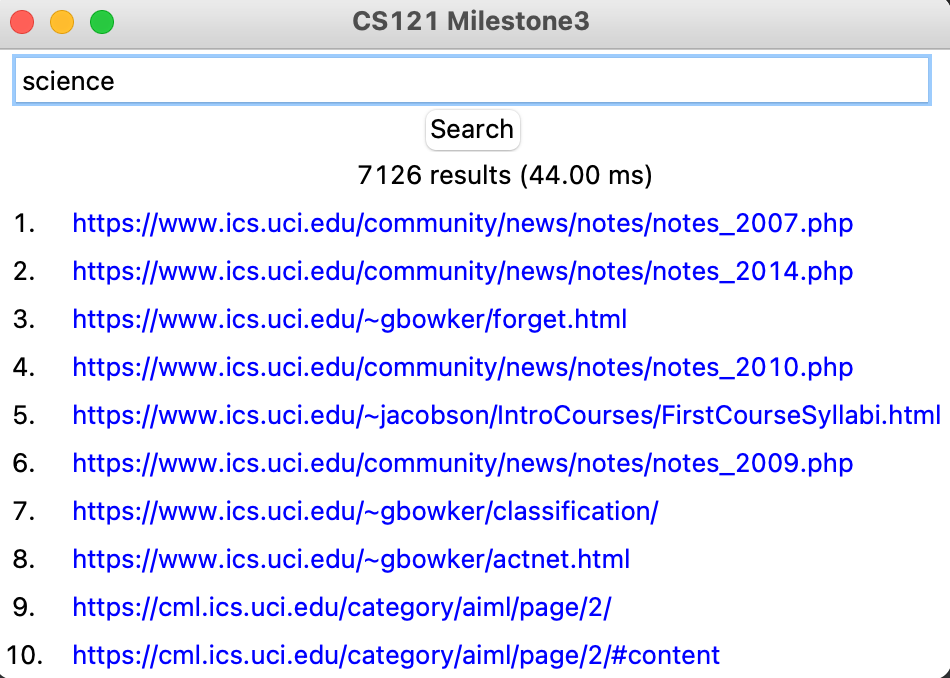 CS121 Milestone3
science
Search
7126 results (44.00 ms)
1. https://www.ics.uci.edu/community/news/notes/notes_2007.php
2. https://www.ics.uci.edu/community/news/notes/notes_2014.php
3. https://www.ics.uci.edu/~gbowker/forget.html
4. https://www.ics.uci.edu/community/news/notes/notes_2010.php
5. https://www.ics.uci.edu/~jacobson/IntroCourses/FirstCourseSyllabi.html
6. https://www.ics.uci.edu/community/news/notes/notes_2009.php
7. https://www.ics.uci.edu/~gbowker/classification/
8. https://www.ics.uci.edu/~gbowker/actnet.html
9. https://cml.ics.uci.edu/category/aiml/page/2/
10. https://cml.ics.uci.edu/category/aiml/page/2/#content